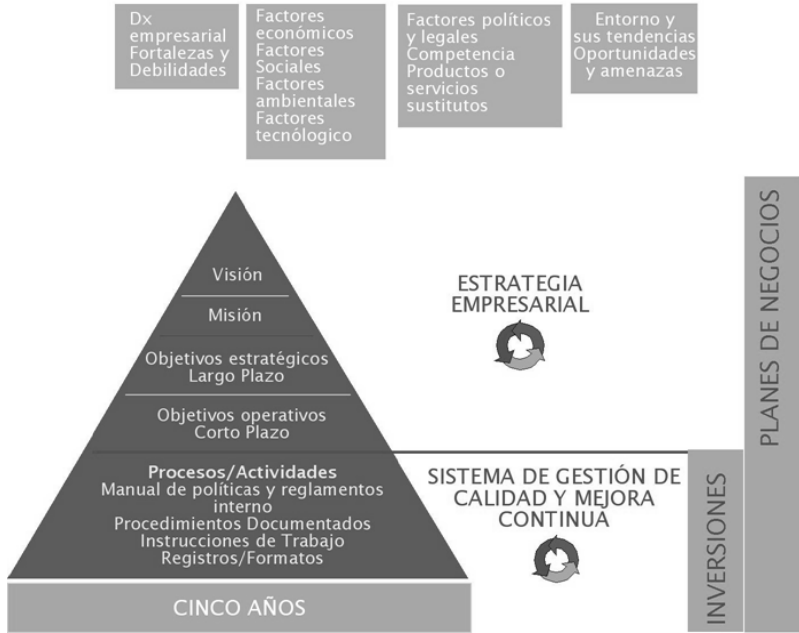 Dx
empresarial
Fortalezas y
Debilidades
Factores
económicos
Factores
Sociales
Factores
ambientales
Factores
tecnólogico
Factores políticos
y legales
Competencia
Productos o
servicios
sustitutos
Entorno y
sus tendencias
Oportunidades
y amenazas
Visión
Misión
Objetivos estratégicos
Largo Plazo
Objetivos operativos
Corto Plazo
Procesos/Actividades
Manual de políticas y reglamentos
interno
Procedimientos Documentados
Instrucciones de Trabajo
Registros/Formatos
CINCO AÑOS
ESTRATEGIA
EMPRESARIAL
SISTEMA DE GESTIÓN DE
CALIDAD Y MEJORA
CONTINUA
INVERSIONES
PLANES DE NEGOCIOS